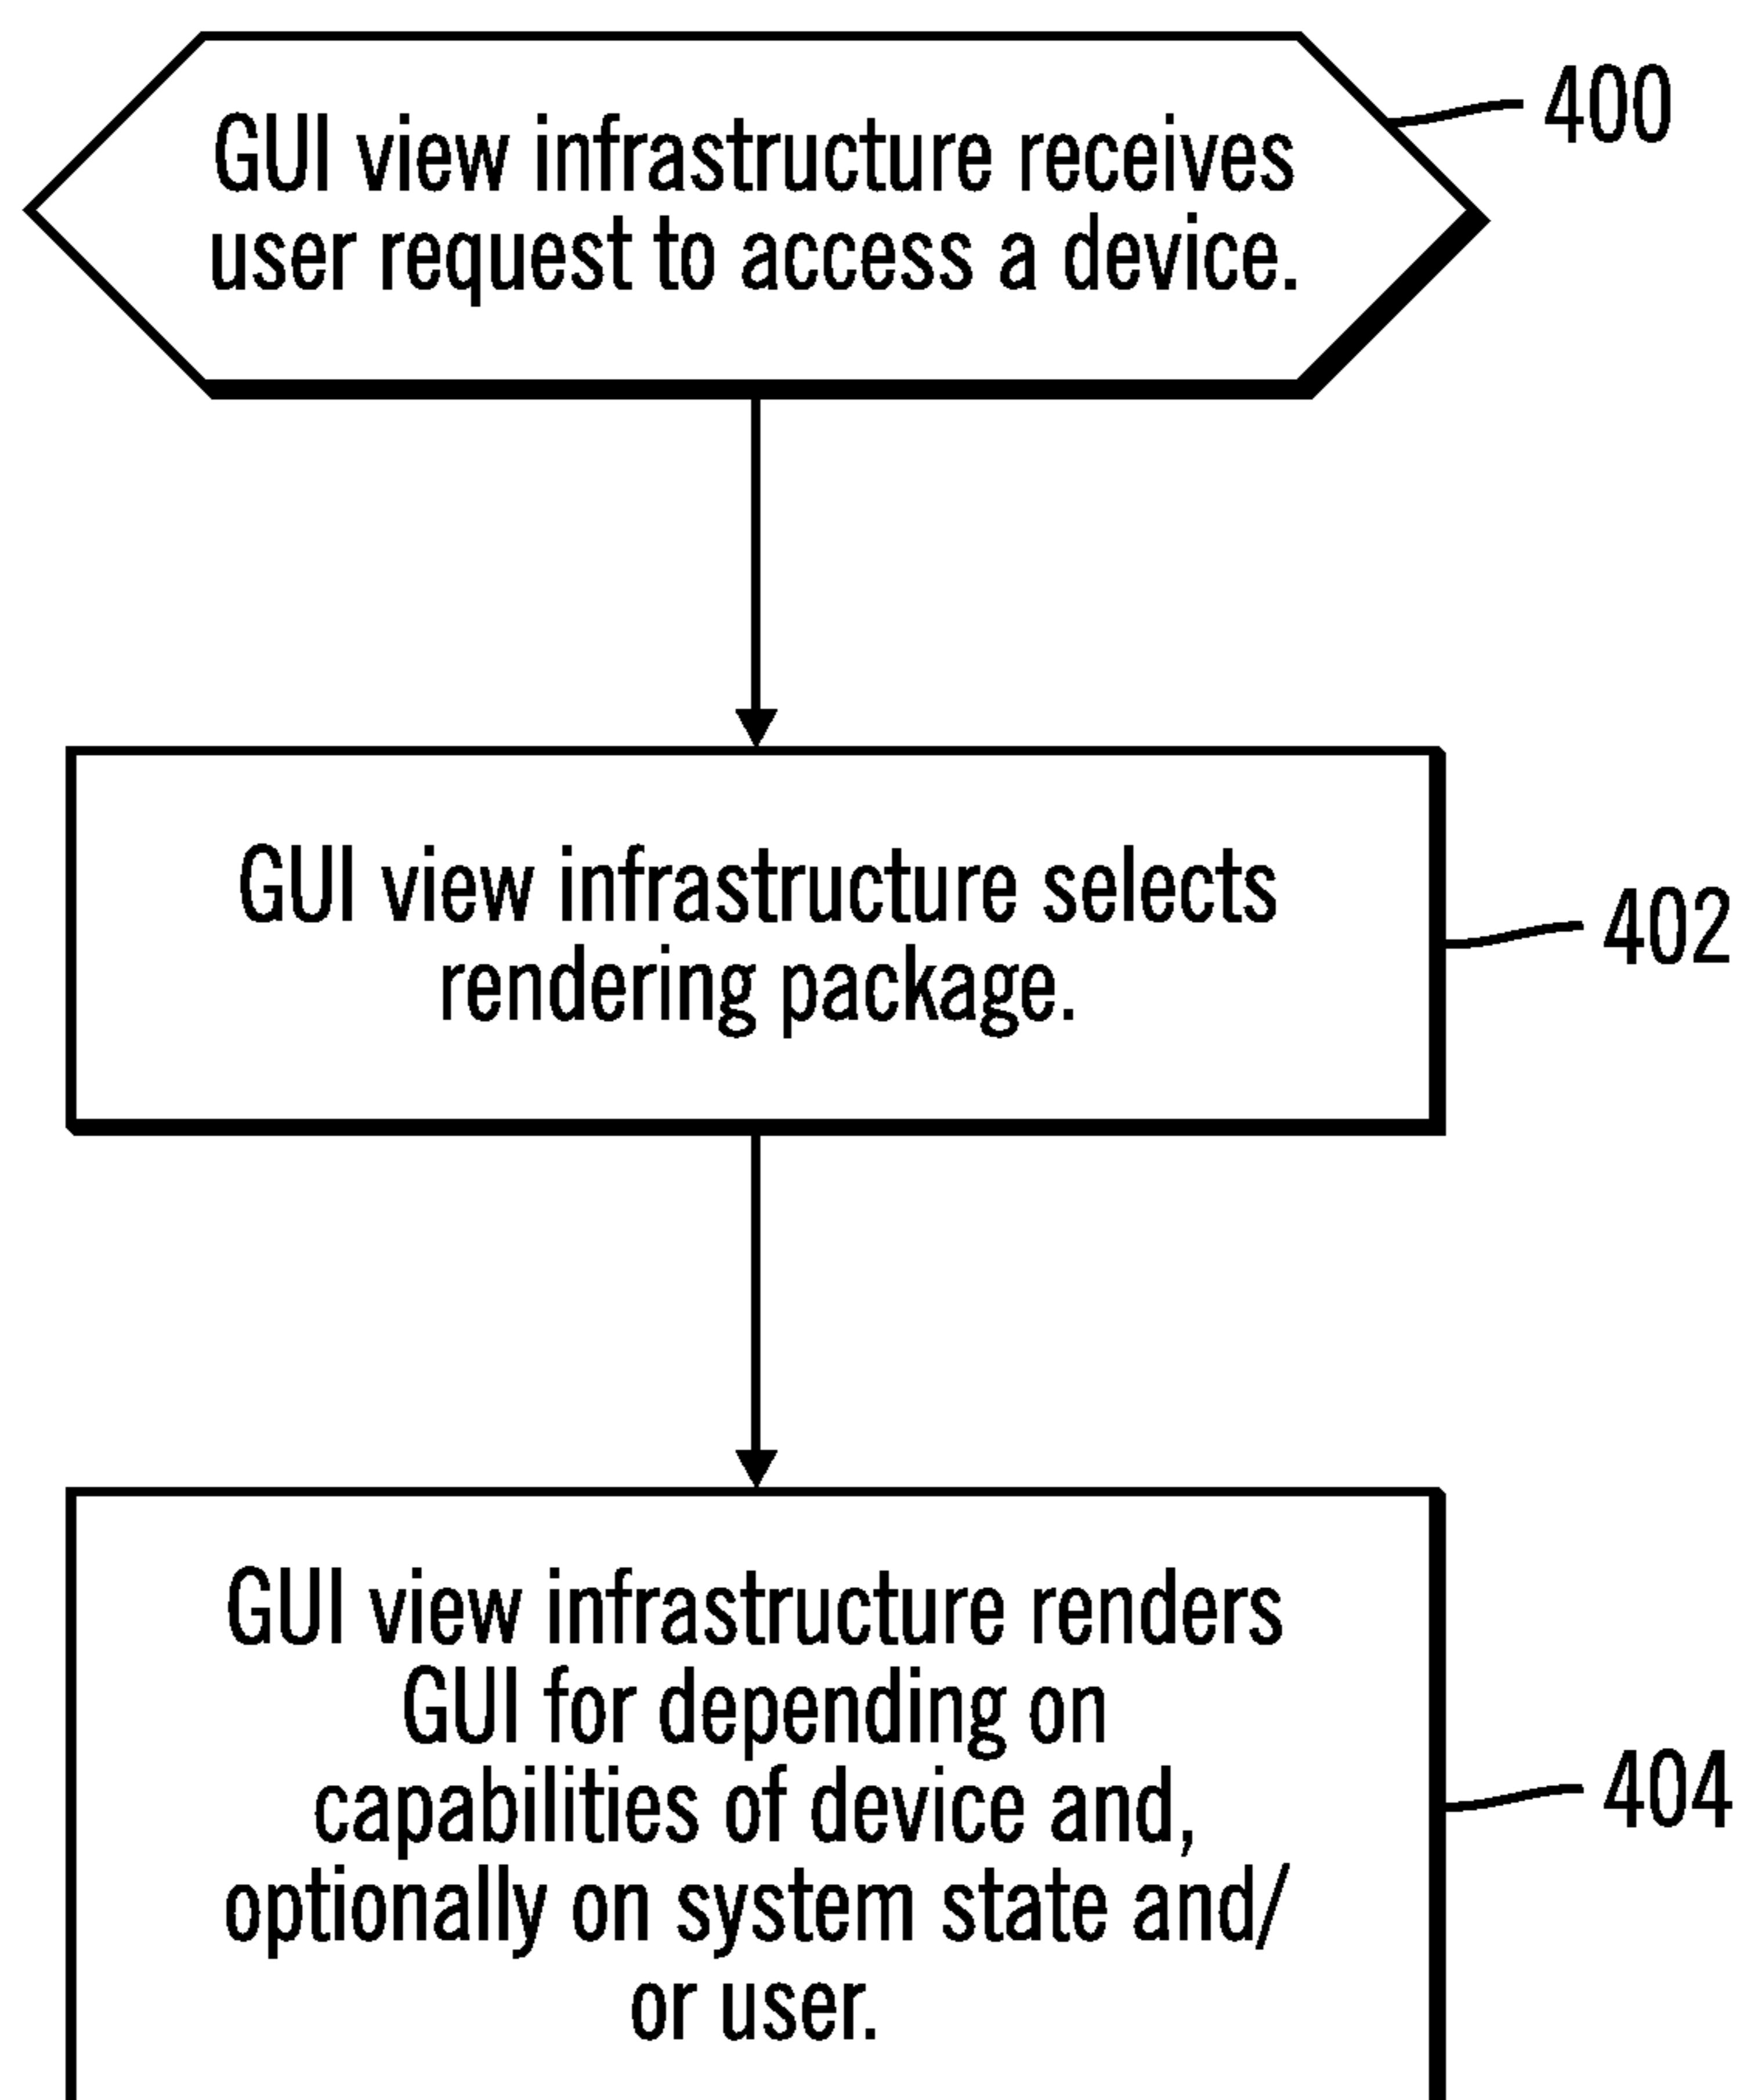 GUI view infrastructure receives
user request to access a device.
400
GUI view infrastructure selects
rendering package.
402
GUI view infrastructure renders
GUI for depending on
capabilities of device and,
optionally on system state and/
or user.
404